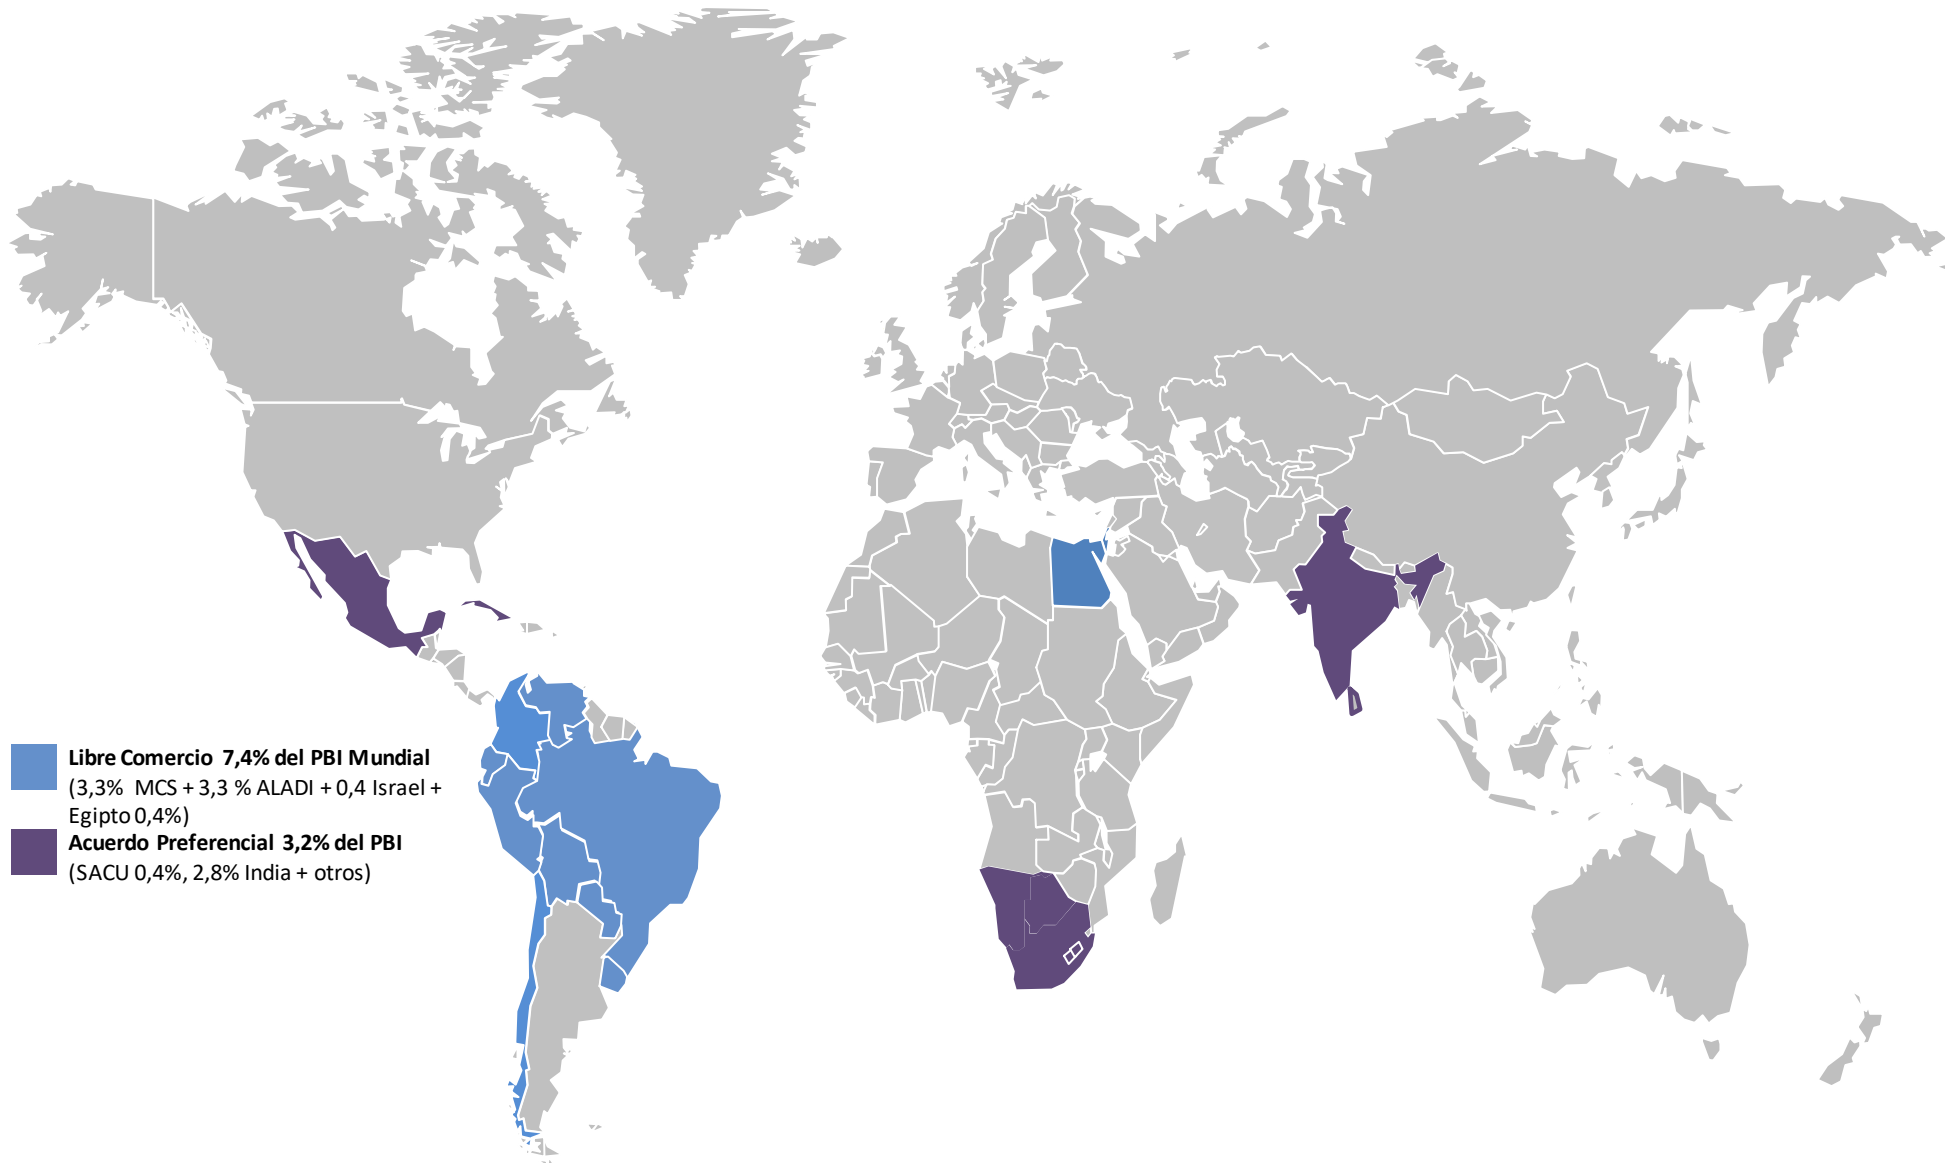 Libre Comercio 7,4% del PBI Mundial
(3,3% MCS + 3,3 % ALADI + 0,4 Israel +
Egipto 0,4%)
Acuerdo Preferencial 3,2% del PBI
(SACU 0,4%, 2,8% India + otros)